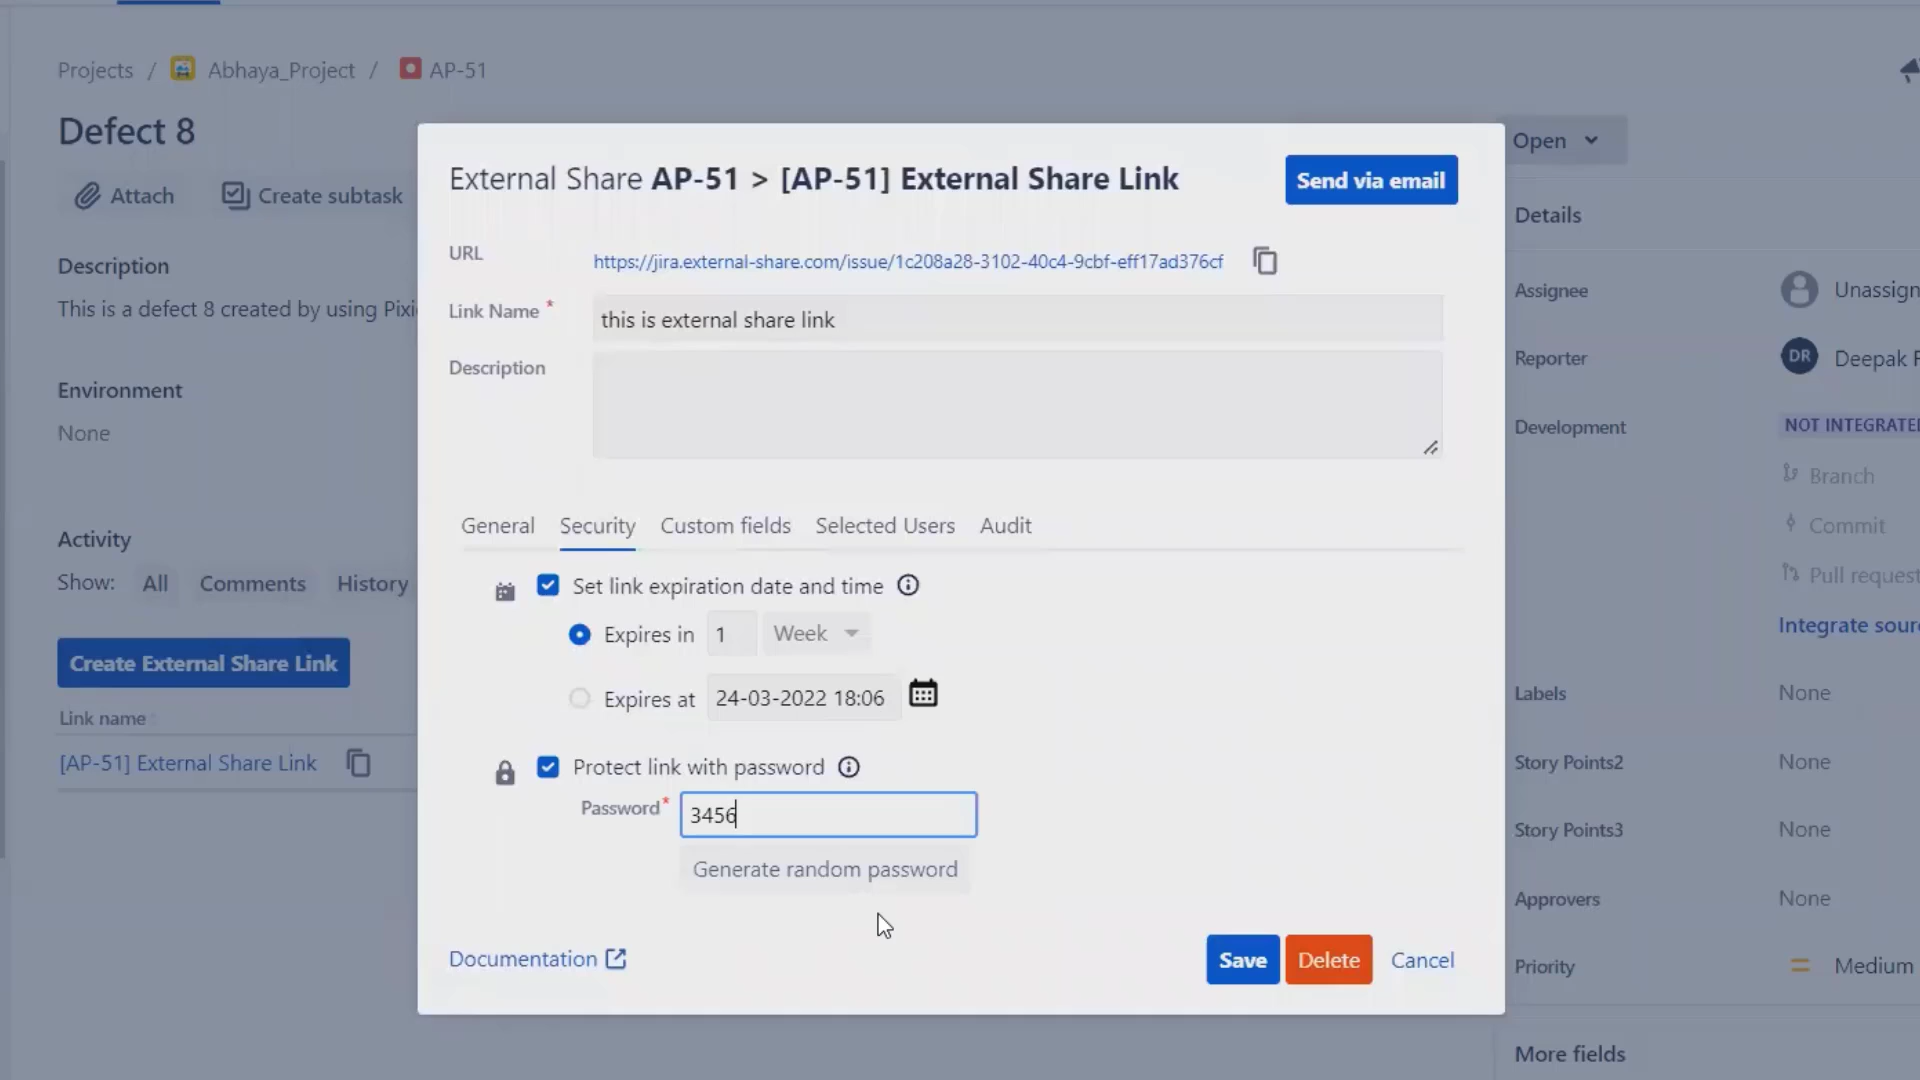 Projects / Abhaya_Project / AP-51
Defect 8
Attach Create subtask
Description
This is a defect 8 created by using
Environment
None
Activity
Show: All Comments History
Create External Share Link
Link name
[AP-51] External Share Link
External Share AP-51 > [AP-51] External Share Link
Send via email
URL https://jira.external-share.com/issue/1c208a28-3102-40c4-9cbf-eff17ad376cf
Link Name * this is external share link
Description
General Security Custom fields Selected Users Audit
Set link expiration date and time
Expires in 1 Week
Expires at 24-03-2022 18:06
Protect link with password
Password * 3456
Generate random password
Documentation
Save Delete Cancel
Open
Details
Assignee Unassign
Reporter DR Deepak
Development NOT INTEGRATED
Branch
Commit
Pull request
Integrate sour
Labels None
Story Points2 None
Story Points3 None
Approvers None
Priority Medium
More fields